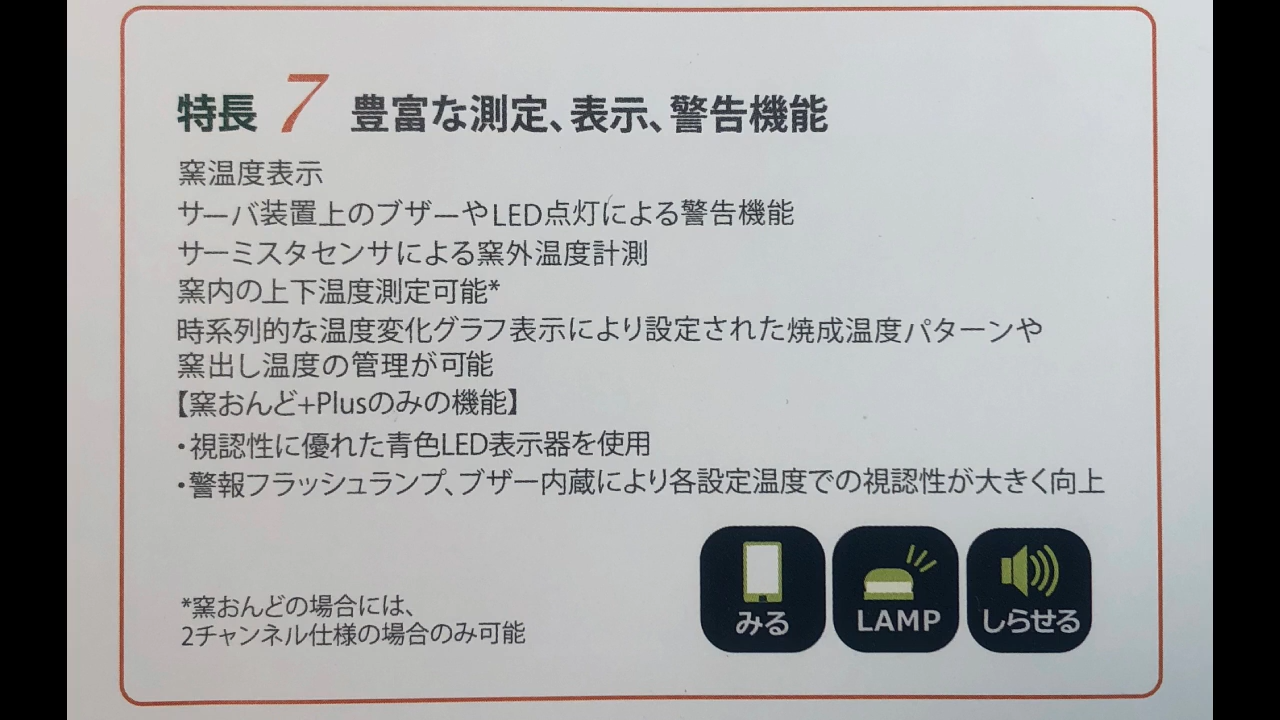 特長 7 豊富な測定、表示、警告機能
窯温度表示
サーバ装置上のブザーやLED点灯による警告機能
サーミスタセンサによる窯外温度計測
窯内の上下温度測定可能*
時系列的な温度変化グラフ表示により設定された焼成温度パターンや
窯出し温度の管理が可能
【窯おんど+Plusのみの機能】
・視認性に優れた青色LED表示器を使用
・警報フラッシュランプ、ブザー内蔵により各設定温度での視認性が大きく向上
*窯おんどの場合には、
2チャンネル仕様の場合のみ可能
みる
LAMP
しらせる